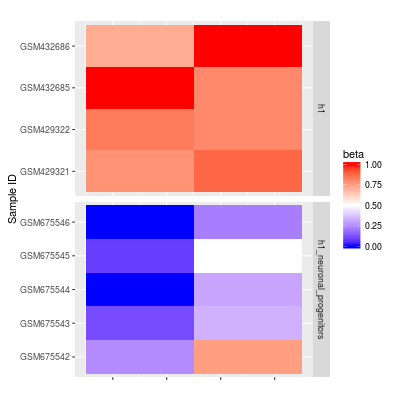 GSM432686
GSM432685
GSM429322
GSM429321
h1
GSM675546
GSM675545
GSM675544
GSM675543
GSM675542
h1_neuronal_progenitors
Sample ID
beta
1.00
0.75
0.50
0.25
0.00